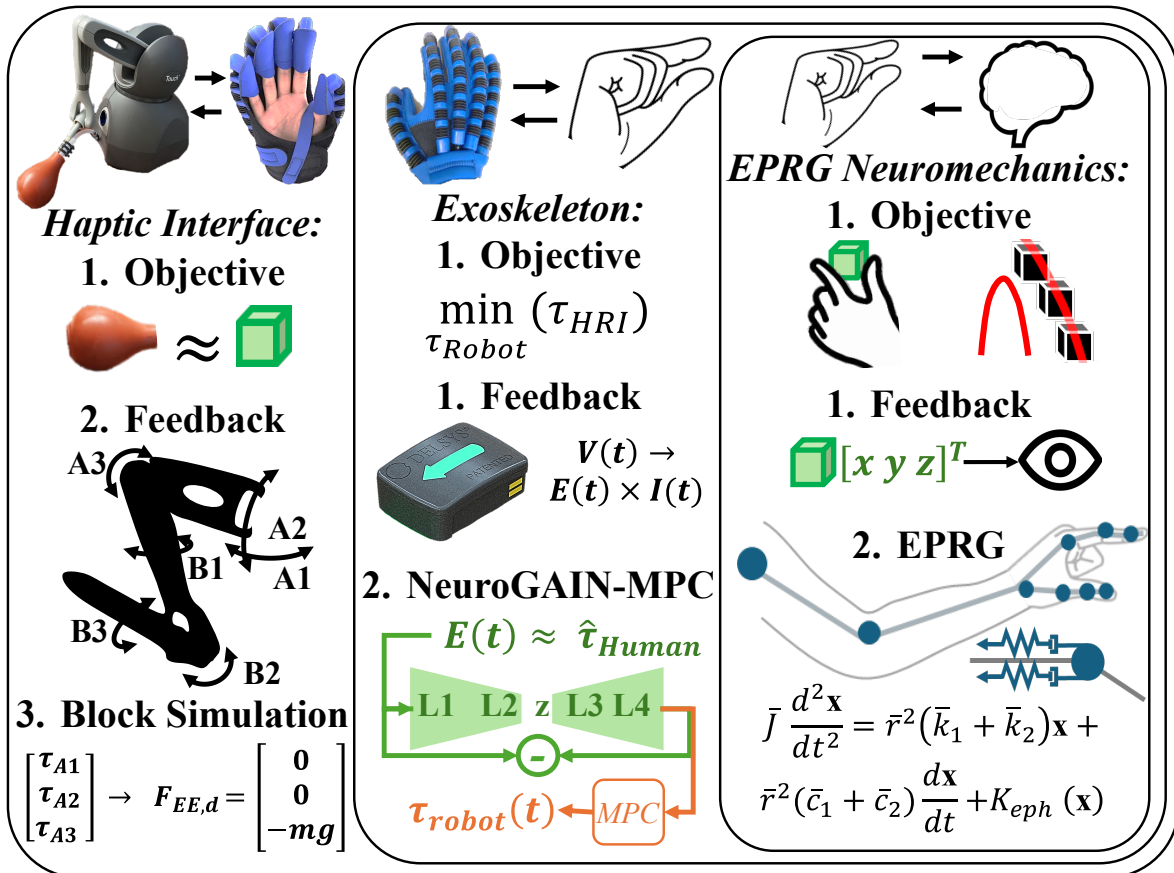 Touch
Haptic Interface:
1. Objective
≈
2. Feedback
A3
A2
A1
B1
B3
B2
3. Block Simulation
[τ_A1 τ_A2 τ_A3] → F_EE,d = [0 0 −mg]
Exoskeleton:
1. Objective
min τ_Robot (τ_HRI)
1. Feedback
DELSYS®
PATENTED
V(t) →
E(t) × I(t)
2. NeuroGAIN-MPC
E(t) ≈ τ̂_Human
L1 L2 z L3 L4
-
τ_robot(t) MPC
EPRG Neuromechanics:
1. Objective
1. Feedback
[x y z]^T
2. EPRG
J̄ d²x/dt² = r̄²(k̄₁ + k̄₂)x +
r̄²(c̄₁ + c̄₂) dx/dt + K_eph (x)